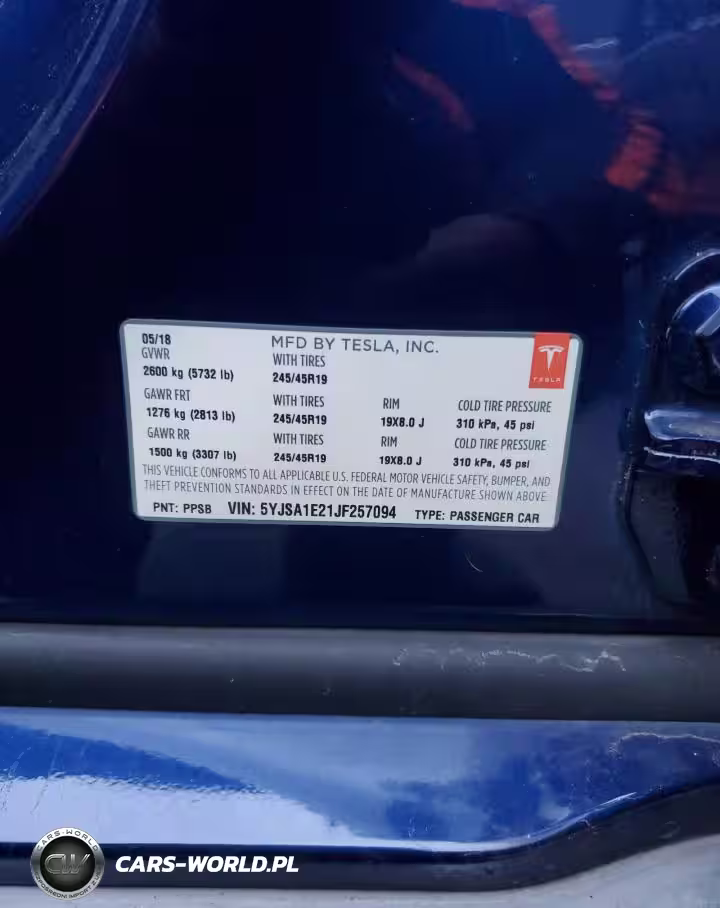 05/18
MFD BY TESLA, INC.
GVWR
WITH TIRES
2600 kg (5732 lb)
245/45R19
TESLA
GAWR FRT
WITH TIRES
RIM
COLD TIRE PRESSURE
1276 kg (2813 lb)
245/45R19
19X8.0 J
310 kPa, 45 psi
GAWR RR
WITH TIRES
RIM
COLD TIRE PRESSURE
1500 kg (3307 lb)
245/45R19
19X8.0 J
310 kPa, 45 psi
THIS VEHICLE CONFORMS TO ALL APPLICABLE U.S. FEDERAL MOTOR VEHICLE SAFETY, BUMPER, AND
THEFT PREVENTION STANDARDS IN EFFECT ON THE DATE OF MANUFACTURE SHOWN ABOVE.
PNT: PPSB VIN: 5YJSA1E21JF257094 TYPE: PASSENGER CAR
CARS-WORLD
CW
CARS-WORLD.PL